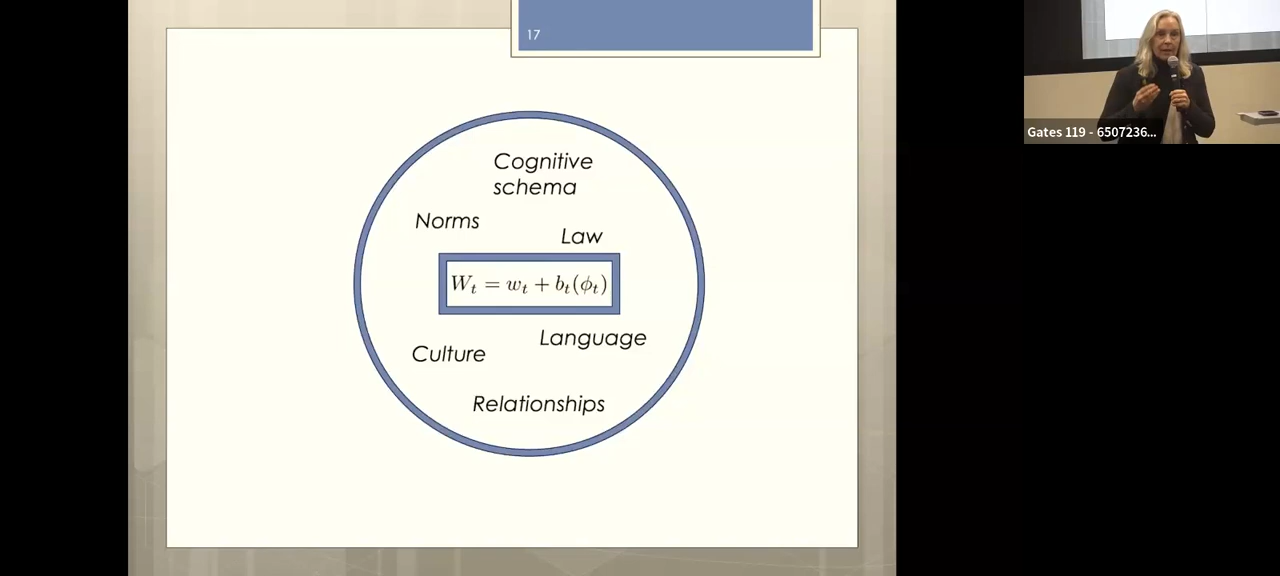 17
Cognitive
schema
Norms
Law
W_t = w_t + b_t(ϕ_t)
Language
Culture
Relationships
Gates 119 - 6507236...